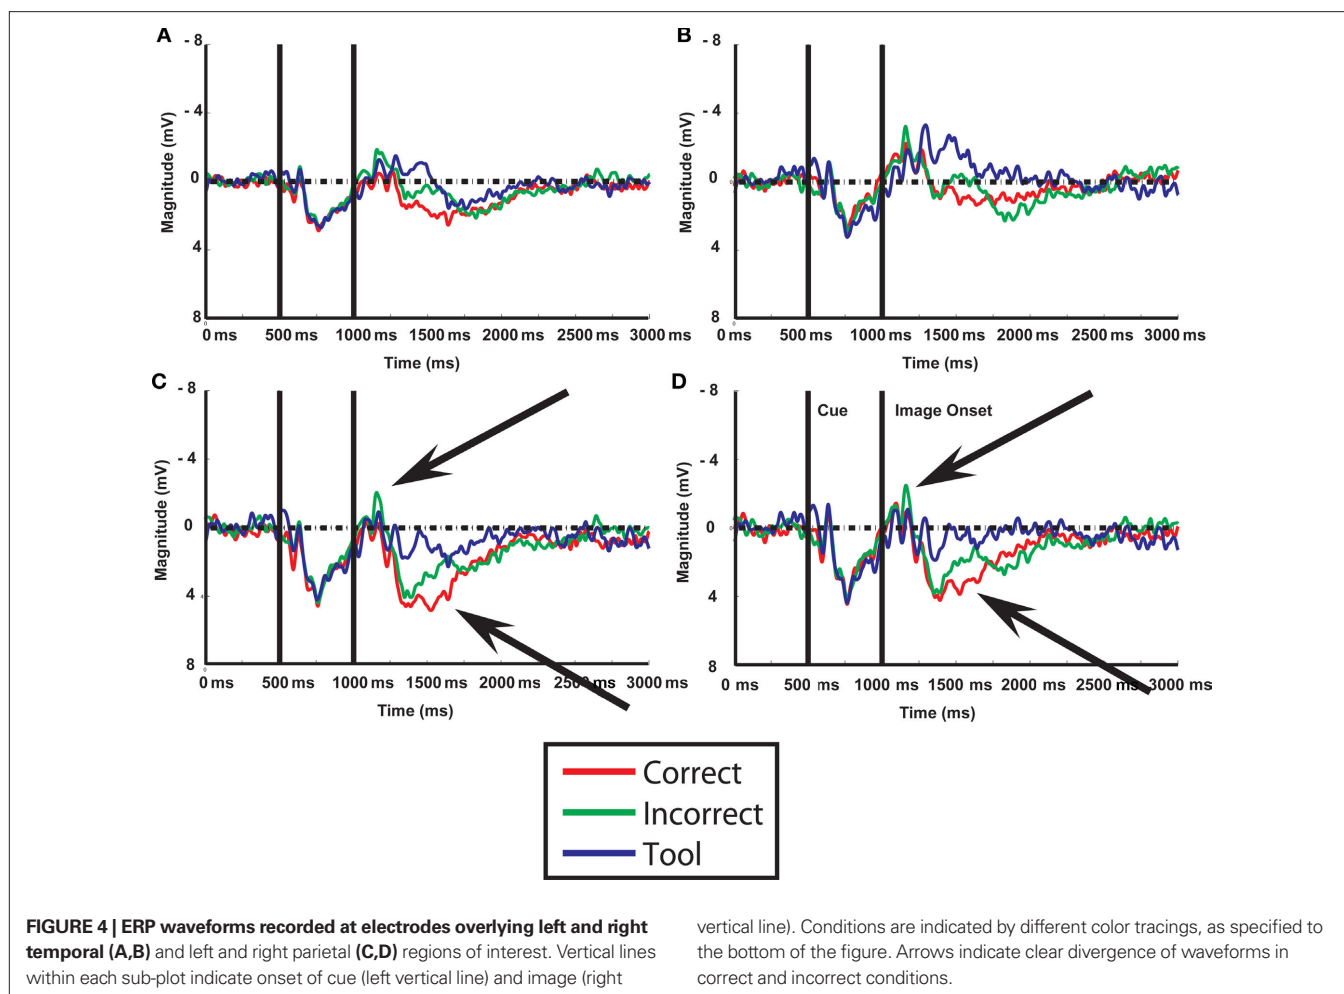 A
- 8
- 4
0
4
8
Magnitude (mV)
0 ms 500 ms 1000 ms 1500 ms 2000 ms 2500 ms 3000 ms
Time (ms)
B
- 8
- 4
0
4
8
Magnitude (mV)
0 ms 500 ms 1000 ms 1500 ms 2000 ms 2500 ms 3000 ms
Time (ms)
C
- 8
- 4
0
4
8
Magnitude (mV)
0 ms 500 ms 1000 ms 1500 ms 2000 ms 2500 ms 3000 ms
Time (ms)
D
- 8
- 4
0
4
8
Magnitude (mV)
Cue
Image Onset
0 ms 500 ms 1000 ms 1500 ms 2000 ms 2500 ms 3000 ms
Time (ms)
Correct
Incorrect
Tool
FIGURE 4 | ERP waveforms recorded at electrodes overlying left and right
temporal (A,B) and left and right parietal (C,D) regions of interest. Vertical lines
within each sub-plot indicate onset of cue (left vertical line) and image (right
vertical line). Conditions are indicated by different color tracings, as specified to
the bottom of the figure. Arrows indicate clear divergence of waveforms in
correct and incorrect conditions.